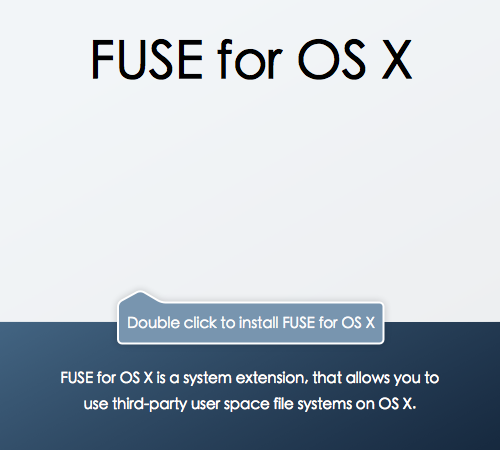 FUSE for OS X
Double click to install FUSE for OS X
FUSE for OS X is a system extension, that allows you to
use third-party user space file systems on OS X.